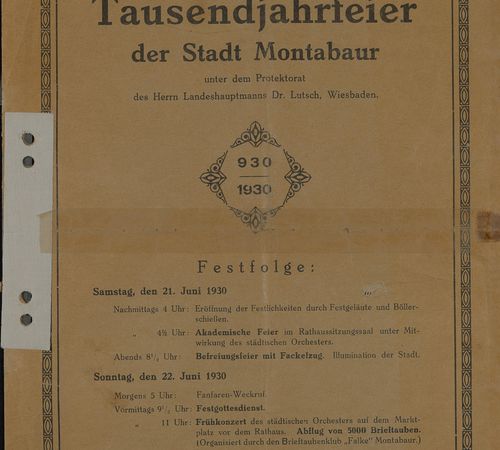 Tausendjahrfeier
der Stadt Montabaur
unter dem Protektorat
des Herrn Landeshauptmanns Dr. Lutsch, Wiesbaden.
930
1930
Festfolge:
Samstag, den 21. Juni 1930
Nachmittags 4 Uhr: Eröffnung der Festlichkeiten durch Festgeläute und Böller-
schießen.
„ 4½ Uhr: Akademische Feier im Rathaussitzungssaal unter Mit-
wirkung des städtischen Orchesters.
Abends 8¼ Uhr: Befreiungsfeier mit Fackelzug. Illumination der Stadt.
Sonntag, den 22. Juni 1930
Morgens 5 Uhr: Fanfaren-Weckruf.
Vormittags 9½ Uhr: Festgottesdienst.
„ 11 Uhr: Frühkonzert des städtischen Orchesters auf dem Markt-
platz vor dem Rathaus. Abflug von 5000 Brieftauben.
(Organisiert durch den Brieftaubenklub „Falke" Montabaur.)